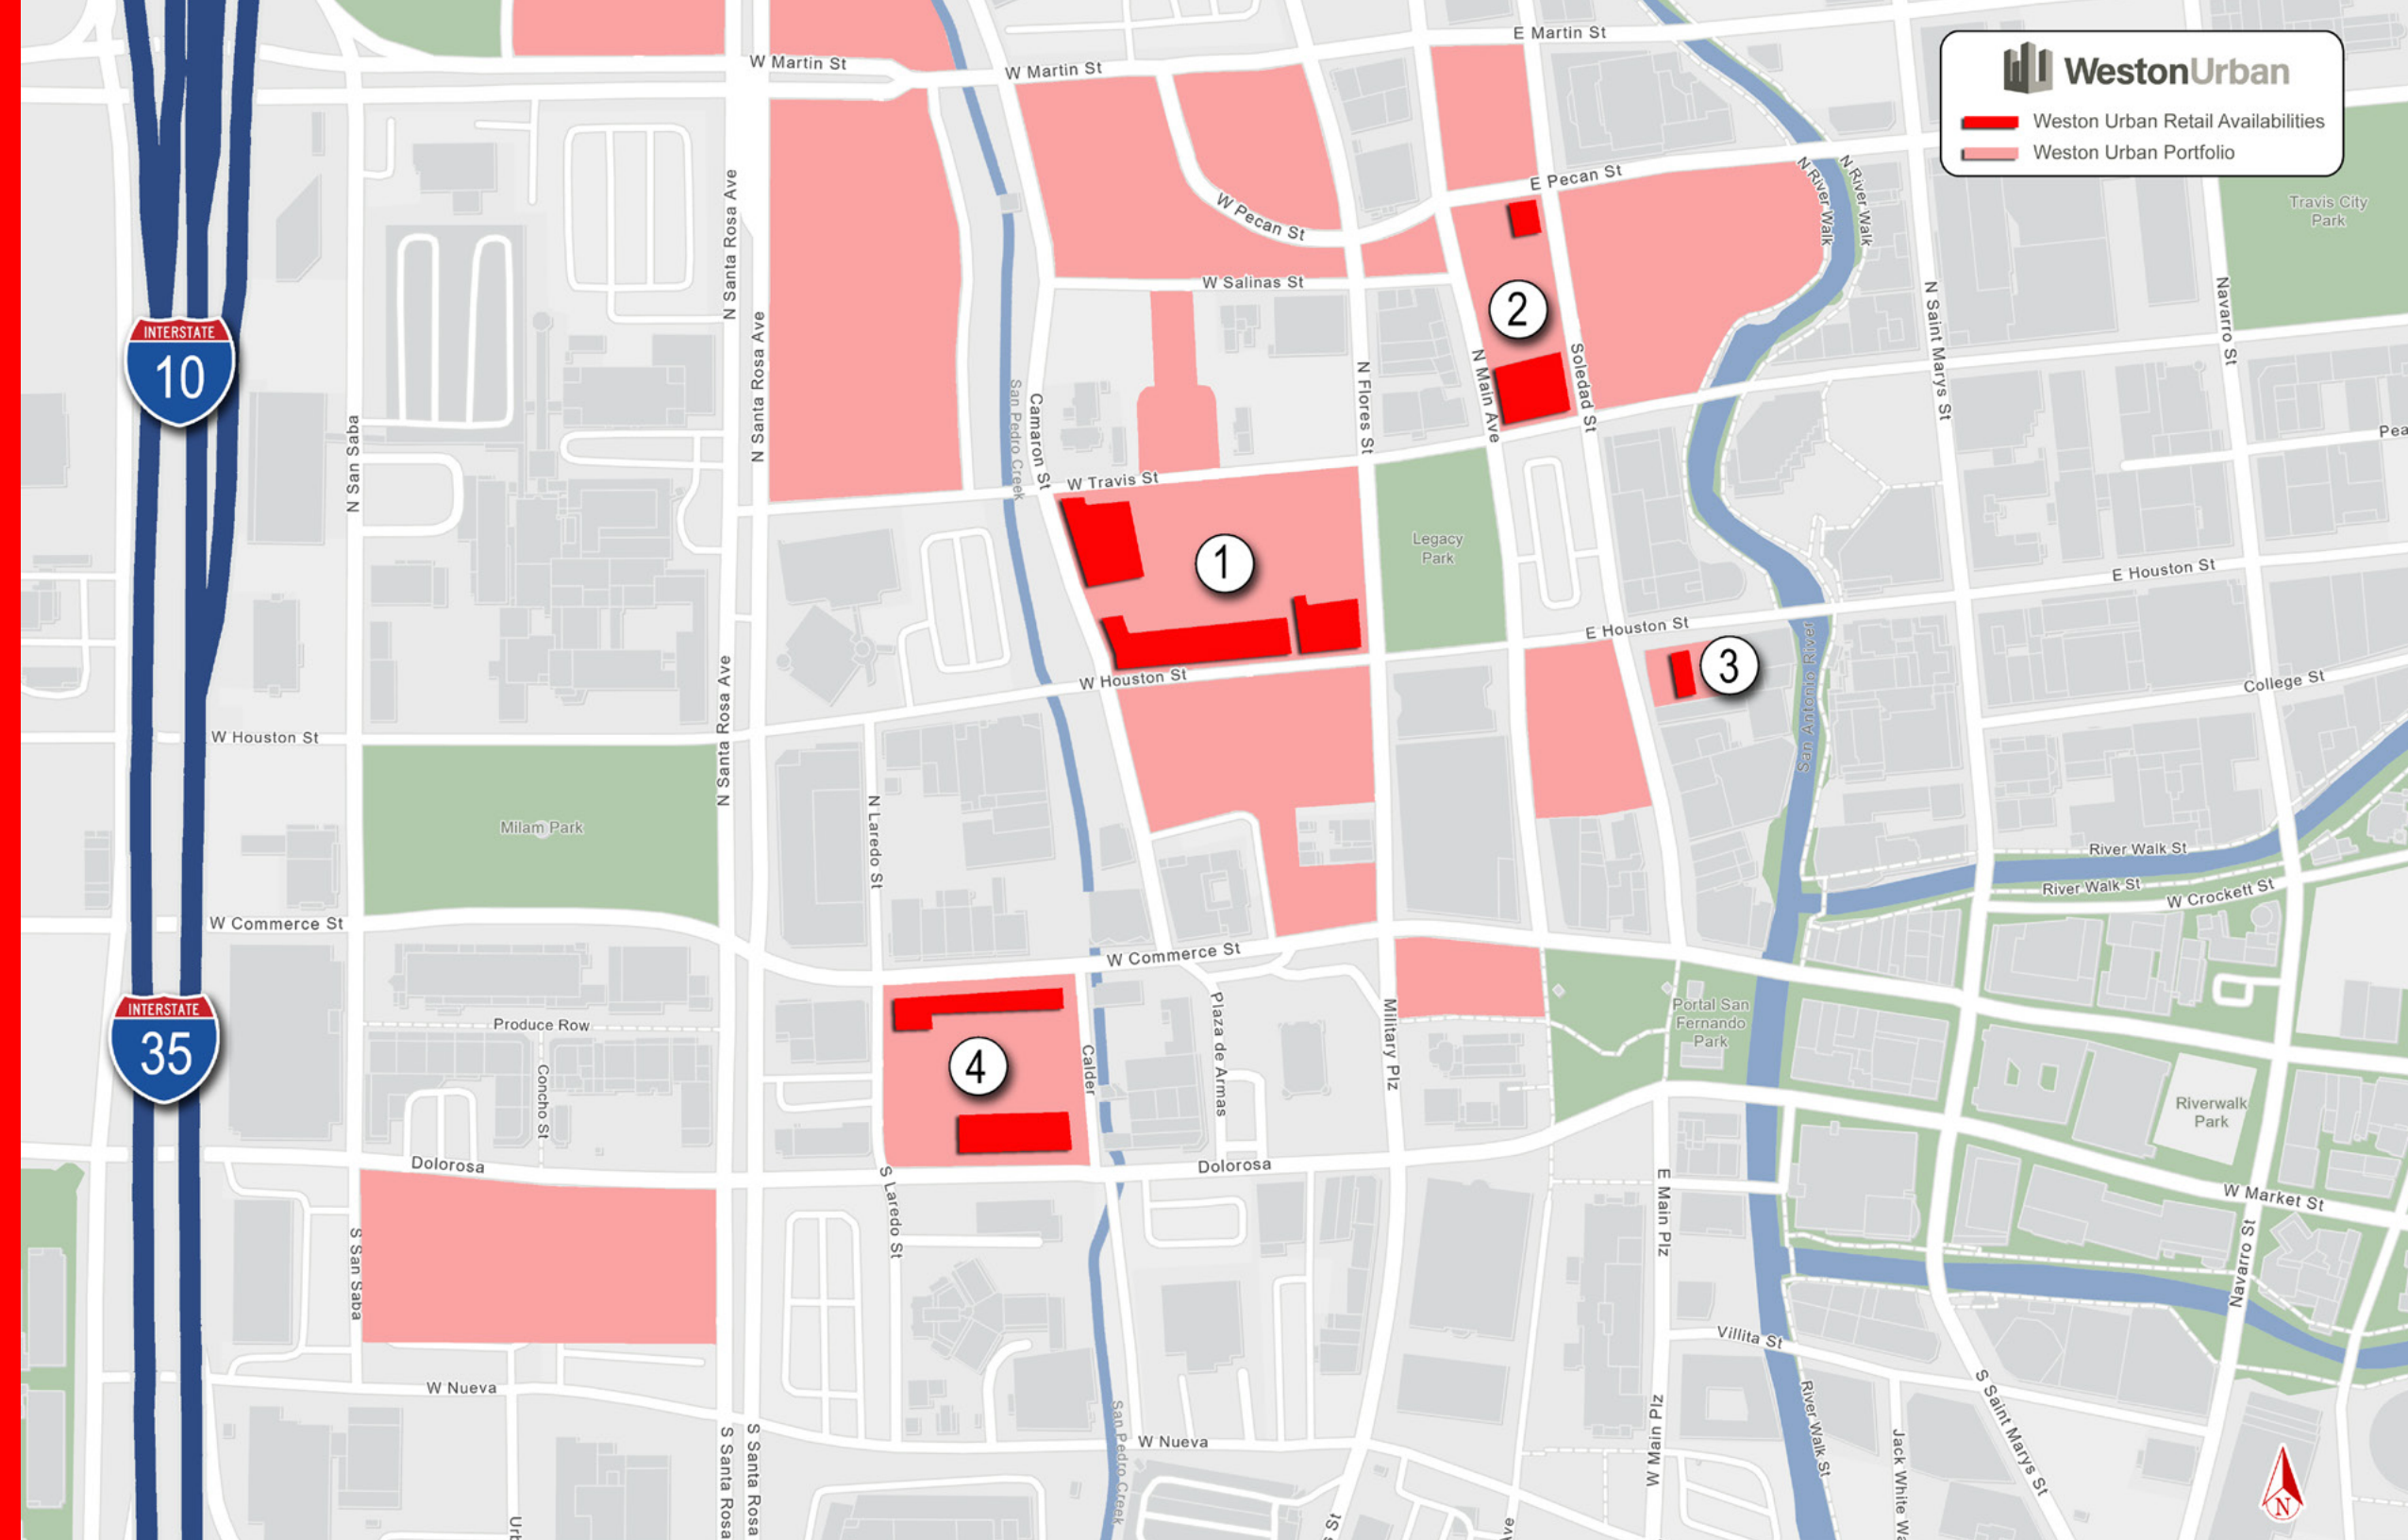 E Martin St
W Martin St
W Martin St
WestonUrban
Weston Urban Retail Availabilities
Weston Urban Portfolio
N Santa Rosa Ave
N Santa Rosa Ave
W Pecan St
E Pecan St
N River Walk
N River Walk
Travis City
Park
W Salinas St
INTERSTATE
10
2
N Saint Marys St
Navarro St
N San Saba
San Pedro Creek
Camaron St
N Flores St
N Main Ave
Soledad St
Pea
W Travis St
Legacy
Park
1
E Houston St
E Houston St
3
San Antonio River
College St
W Houston St
W Houston St
N Santa Rosa Ave
Milam Park
N Laredo St
River Walk St
River Walk St
W Crockett St
W Commerce St
W Commerce St
INTERSTATE
35
Produce Row
Concho St
4
Calder
Plaza de Armas
Military Plz
Portal San
Fernando
Park
Riverwalk
Park
Dolorosa
Dolorosa
S Laredo St
E Main Plz
W Market St
Navarro St
S San Saba
Villita St
W Nueva
W Nueva
S Santa Rosa
S Santa Rosa
San Pedro Creek
W Main Plz
River Walk St
Jack White Wa
S Saint Marys St
Urb
s St
ve
N